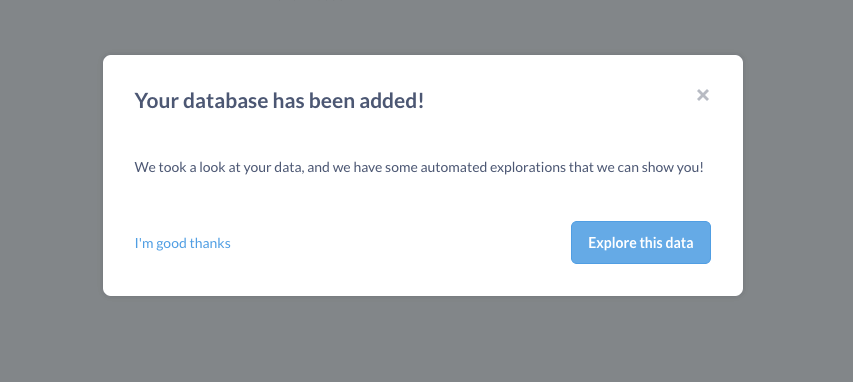 Your database has been added!
We took a look at your data, and we have some automated explorations that we can show you!
I'm good thanks
Explore this data